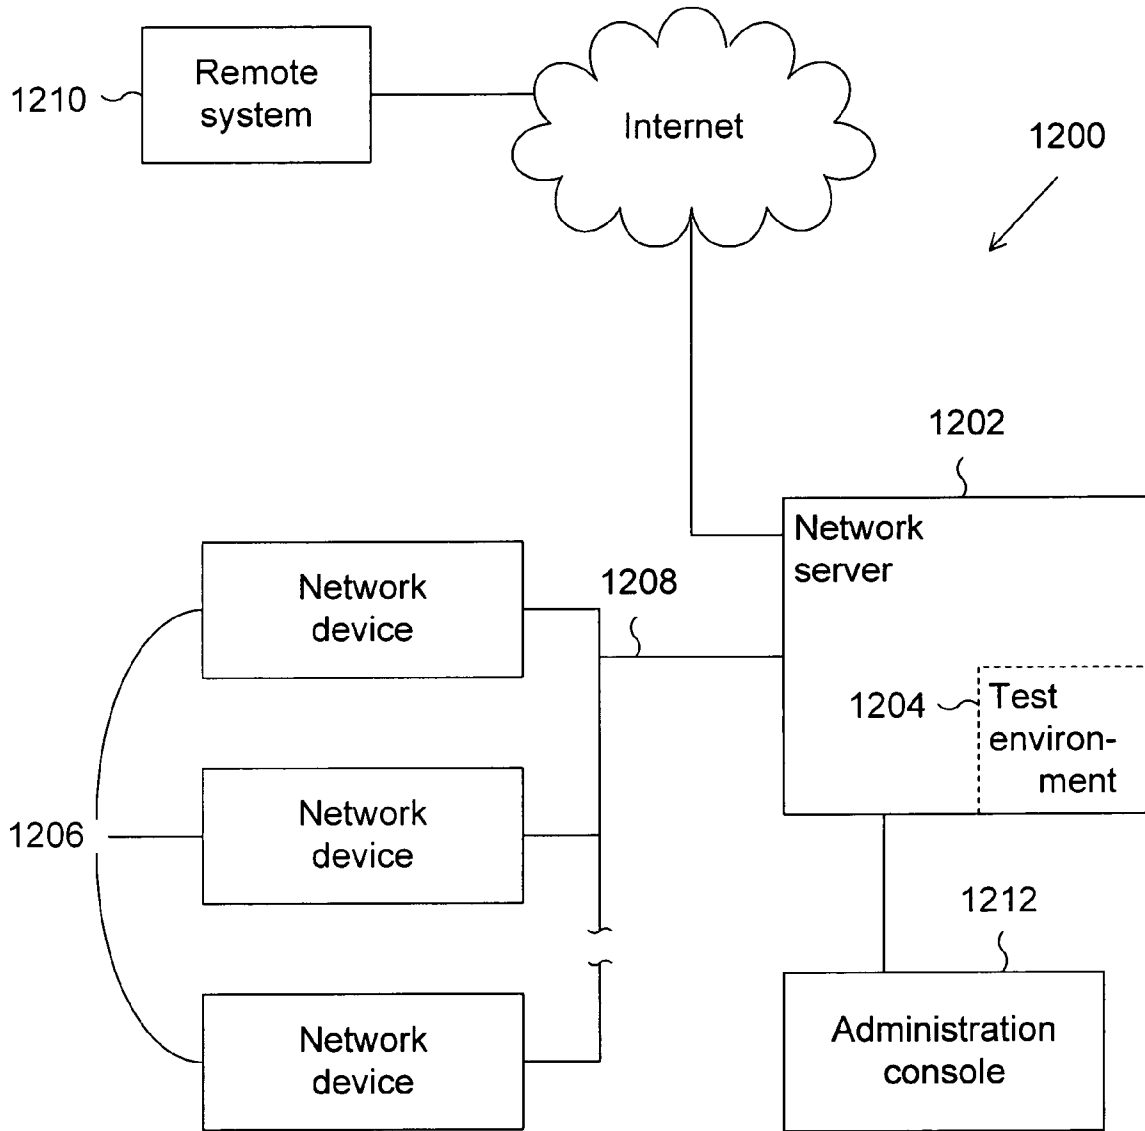 Remote
system
1210
Internet
1200
1202
Network
server
Network
device
1208
1204
Test
environ-
ment
Network
device
1206
1212
Network
device
Administration
console